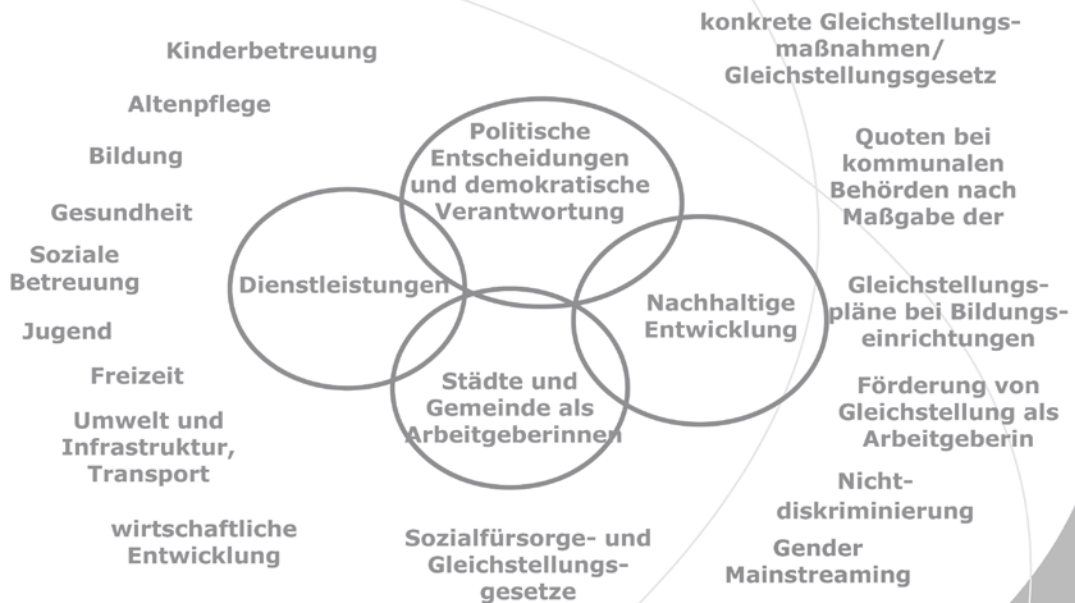 Kinderbetreuung
Altenpflege
Bildung
Gesundheit
Soziale
Betreuung
Jugend
Freizeit
Umwelt und
Infrastruktur,
Transport
wirtschaftliche
Entwicklung
Politische
Entscheidungen
und demokratische
Verantwortung
Dienstleistungen
Nachhaltige
Entwicklung
Städte und
Gemeinde als
Arbeitgeberinnen
Sozialfürsorge- und
Gleichstellungs-
gesetze
konkrete Gleichstellungs-
maßnahmen/
Gleichstellungsgesetz
Quoten bei
kommunalen
Behörden nach
Maßgabe der
Gleichstellungs-
pläne bei Bildungs-
einrichtungen
Förderung von
Gleichstellung als
Arbeitgeberin
Nicht-
diskriminierung
Gender
Mainstreaming